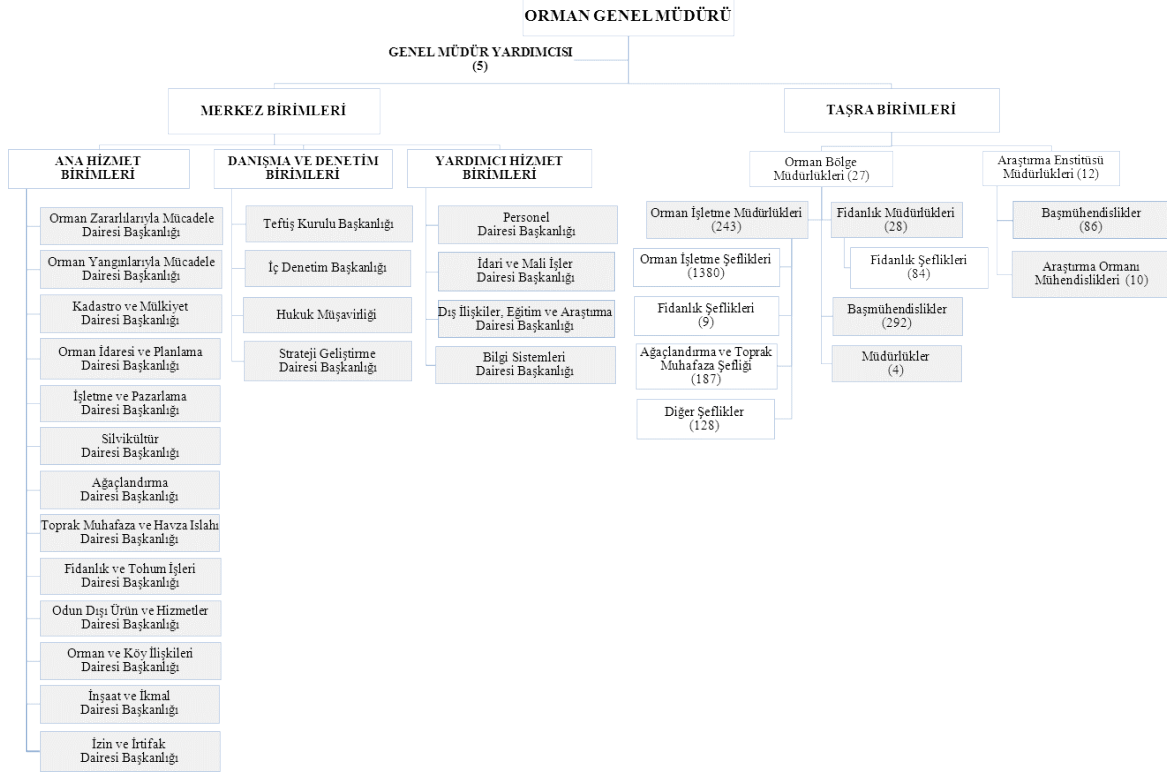 ORMAN GENEL MÜDÜRÜ
GENEL MÜDÜR YARDIMCISI
(5)
MERKEZ BİRİMLERİ
TAŞRA BİRİMLERİ
ANA HİZMET
BİRİMLERİ
Orman Zararlılarıyla Mücadele
Dairesi Başkanlığı
Orman Yangınlarıyla Mücadele
Dairesi Başkanlığı
Kadastro ve Mülkiyet
Dairesi Başkanlığı
Orman İdaresi ve Planlama
Dairesi Başkanlığı
İşletme ve Pazarlama
Dairesi Başkanlığı
Silvikültür
Dairesi Başkanlığı
Ağaçlandırma
Dairesi Başkanlığı
Toprak Muhafaza ve Havza Islahı
Dairesi Başkanlığı
Fidanlık ve Tohum İşleri
Dairesi Başkanlığı
Odun Dışı Ürün ve Hizmetler
Dairesi Başkanlığı
Orman ve Köy İlişkileri
Dairesi Başkanlığı
İnşaat ve İkmal
Dairesi Başkanlığı
İzin ve İrtifak
Dairesi Başkanlığı
DANIŞMA VE DENETİM
BİRİMLERİ
Teftiş Kurulu Başkanlığı
İç Denetim Başkanlığı
Hukuk Müşavirliği
Strateji Geliştirme
Dairesi Başkanlığı
YARDIMCI HİZMET
BİRİMLERİ
Personel
Dairesi Başkanlığı
İdari ve Mali İşler
Dairesi Başkanlığı
Dış İlişkiler, Eğitim ve Araştırma
Dairesi Başkanlığı
Bilgi Sistemleri
Dairesi Başkanlığı
Orman Bölge
Müdürlükleri (27)
Orman İşletme Müdürlükleri
(243)
Orman İşletme Şeflikleri
(1380)
Fidanlık Şeflikleri
(9)
Ağaçlandırma ve Toprak
Muhafaza Şefliği
(187)
Diğer Şeflikler
(128)
Fidanlık Müdürlükleri
(28)
Fidanlık Şeflikleri
(84)
Başmühendislikler
(292)
Müdürlükler
(4)
Araştırma Enstitüsü
Müdürlükleri (12)
Başmühendislikler
(86)
Araştırma Ormanı
Mühendislikleri (10)